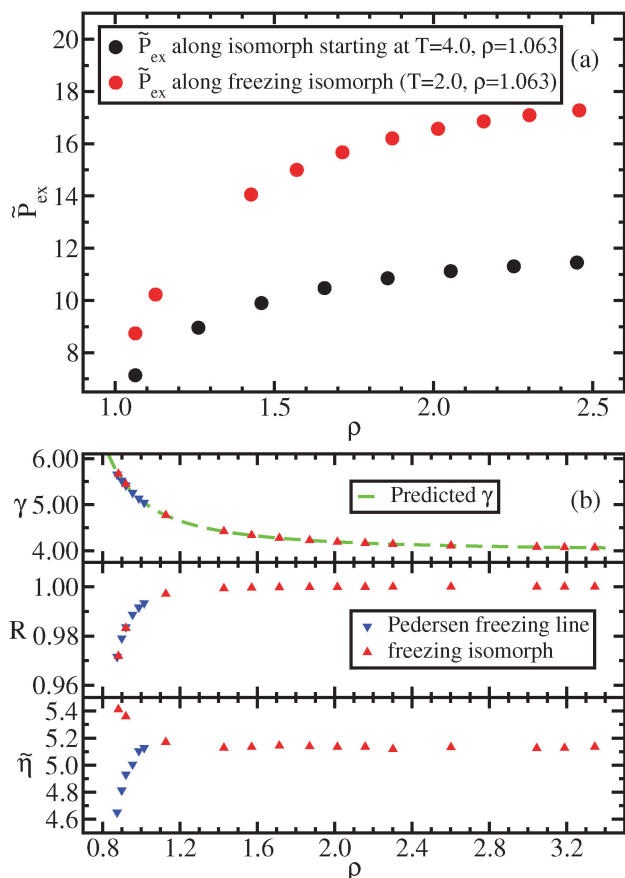 20
P̃ex along isomorph starting at T=4.0, ρ=1.063
(a)
P̃ex along freezing isomorph (T=2.0, ρ=1.063)
18
16
14
12
10
8
P̃ex
1.0 1.5 2.0 2.5
ρ
6.00
5.00
4.00
γ
Predicted γ
(b)
1.00
0.98
0.96
R
Pedersen freezing line
freezing isomorph
5.4
5.2
5.0
4.8
4.6
η̃
0.8 1.2 1.6 2.0 2.4 2.8 3.2
ρ